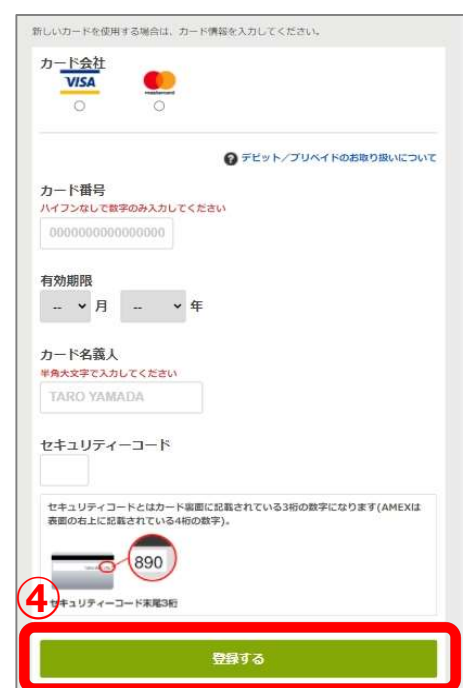 新しいカードを使用する場合は、カード情報を入力してください。
カード会社
VISA
mastercard
デビット／プリペイドのお取り扱いについて
カード番号
ハイフンなしで数字のみ入力してください
0000000000000000
有効期限
-- 月 -- 年
カード名義人
半角大文字で入力してください
TARO YAMADA
セキュリティーコード
セキュリティコードとはカード裏面に記載されている3桁の数字になります(AMEXは
表面の右上に記載されている4桁の数字)。
890
④
セキュリティーコード末尾3桁
登録する